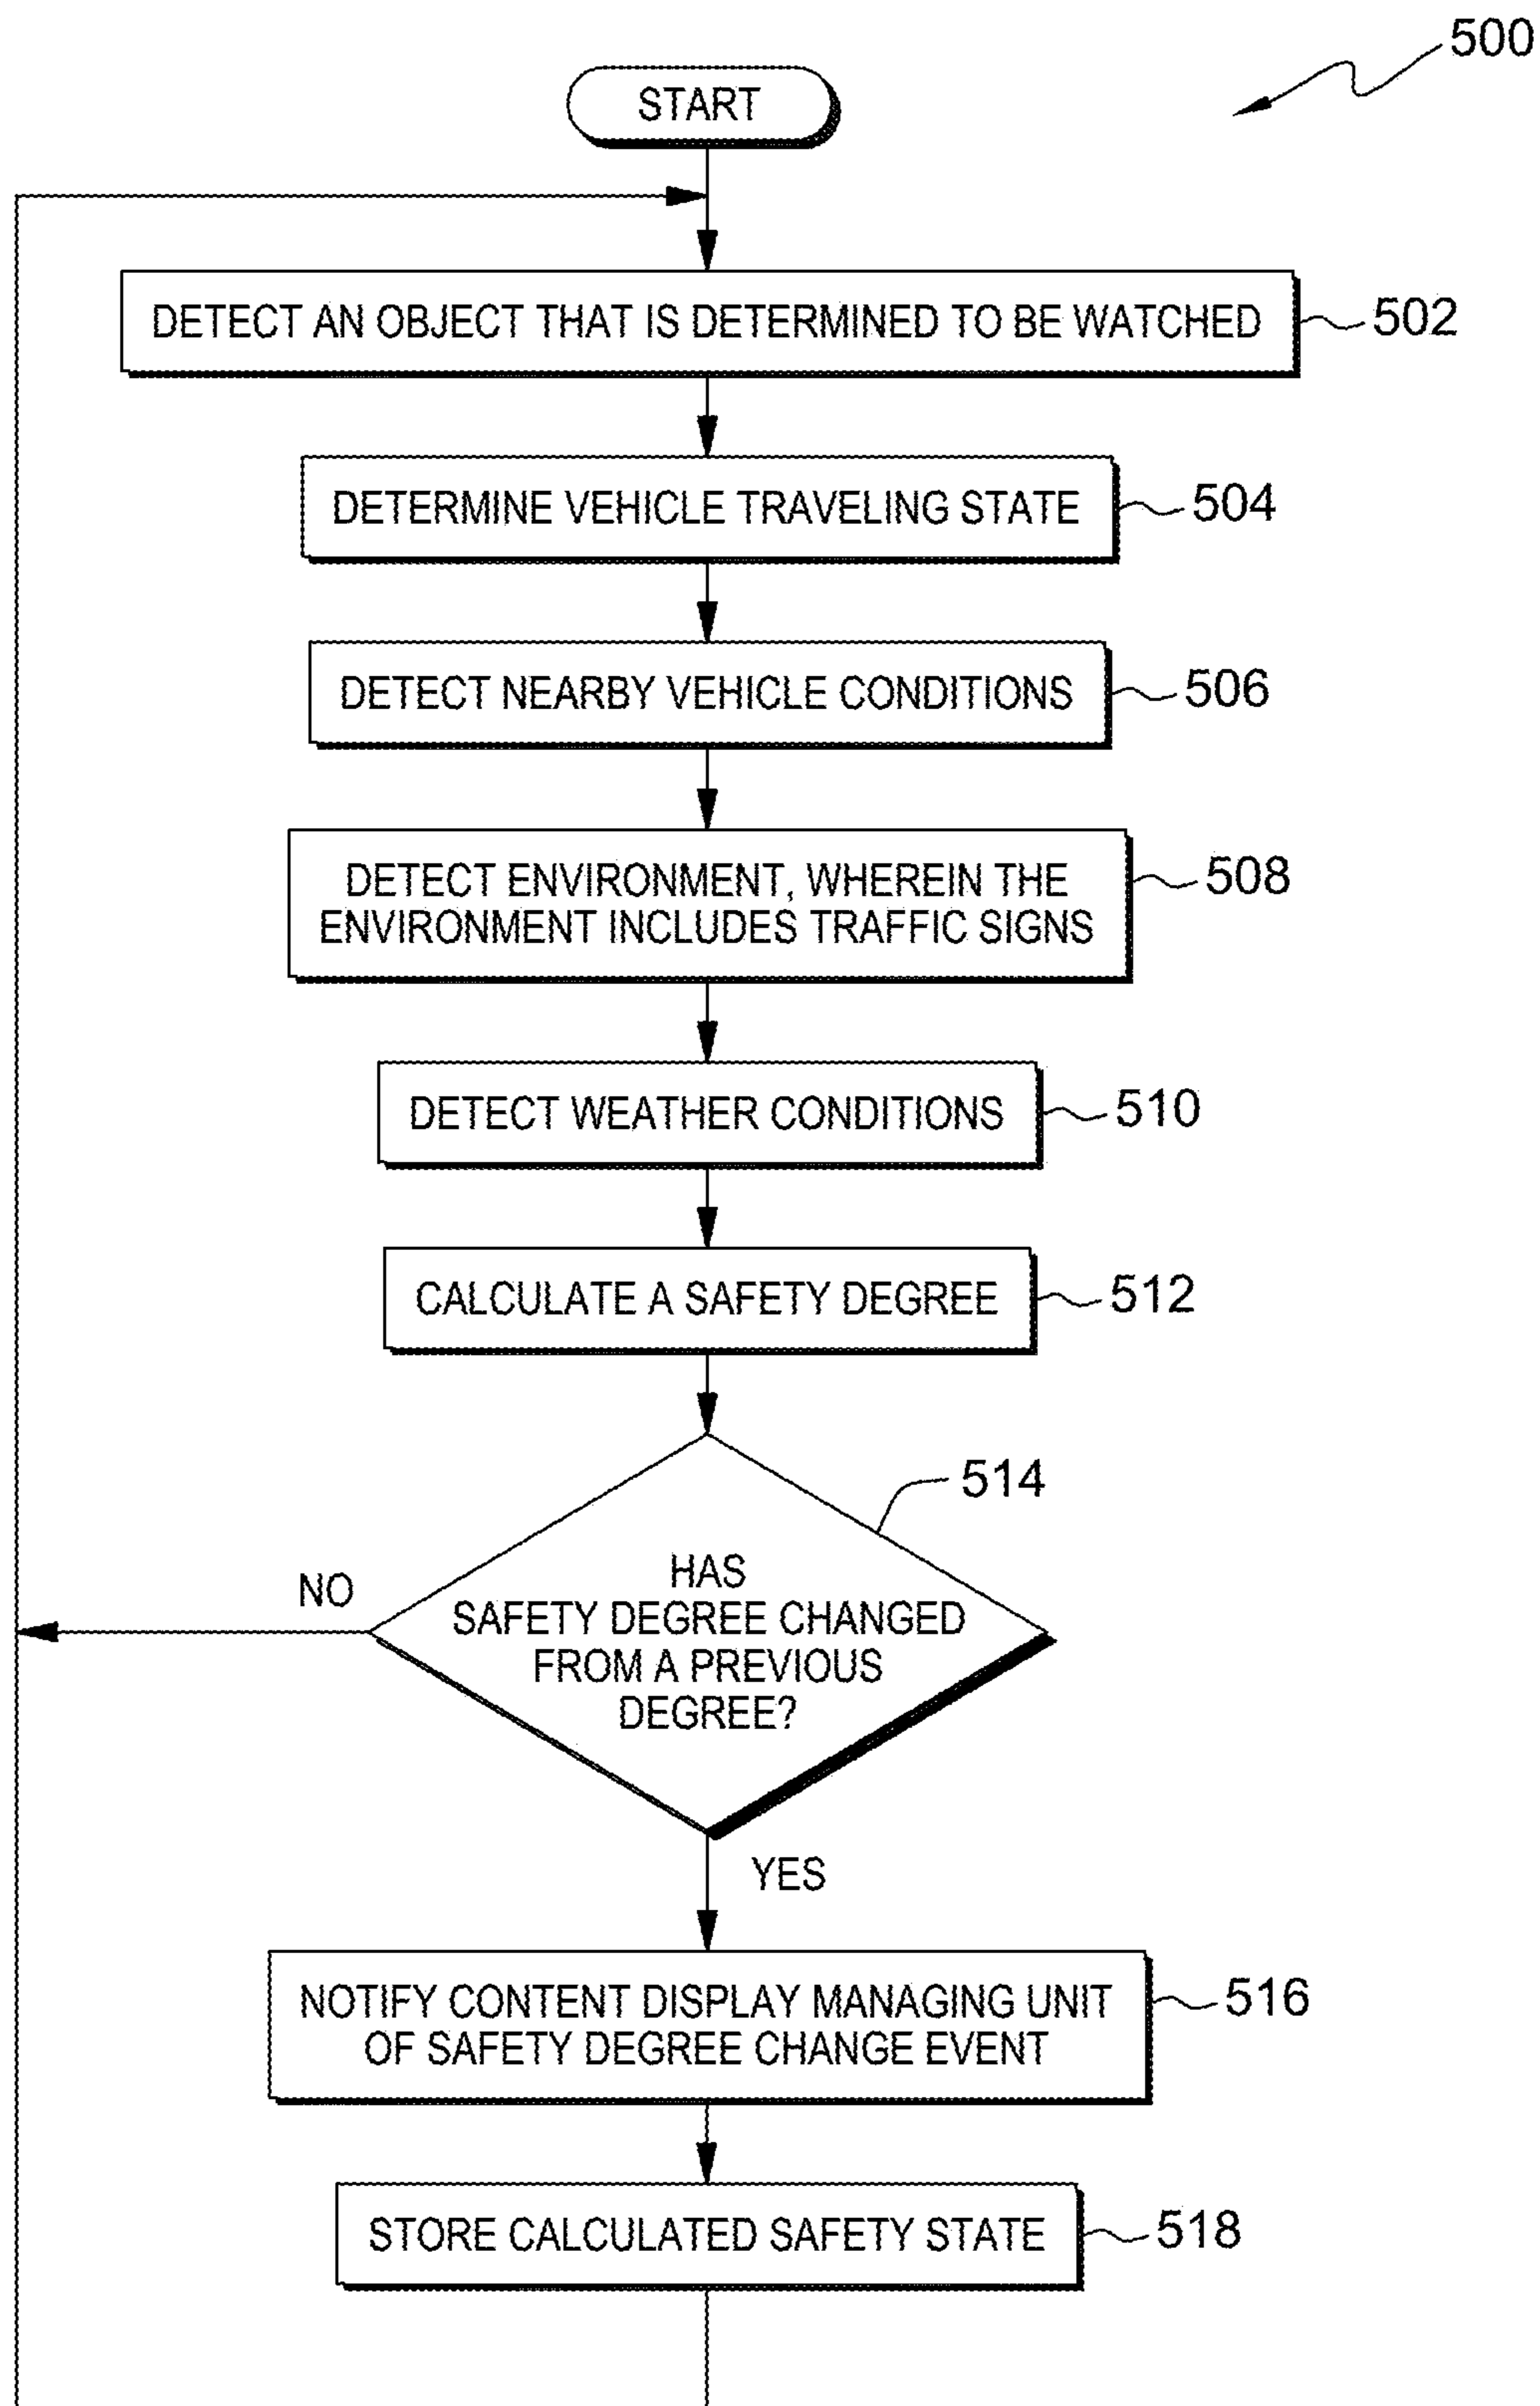 500
START
DETECT AN OBJECT THAT IS DETERMINED TO BE WATCHED
502
DETERMINE VEHICLE TRAVELING STATE
504
DETECT NEARBY VEHICLE CONDITIONS
506
DETECT ENVIRONMENT, WHEREIN THE
ENVIRONMENT INCLUDES TRAFFIC SIGNS
508
DETECT WEATHER CONDITIONS
510
CALCULATE A SAFETY DEGREE
512
514
HAS
SAFETY DEGREE CHANGED
FROM A PREVIOUS
DEGREE?
NO
YES
NOTIFY CONTENT DISPLAY MANAGING UNIT
OF SAFETY DEGREE CHANGE EVENT
516
STORE CALCULATED SAFETY STATE
518